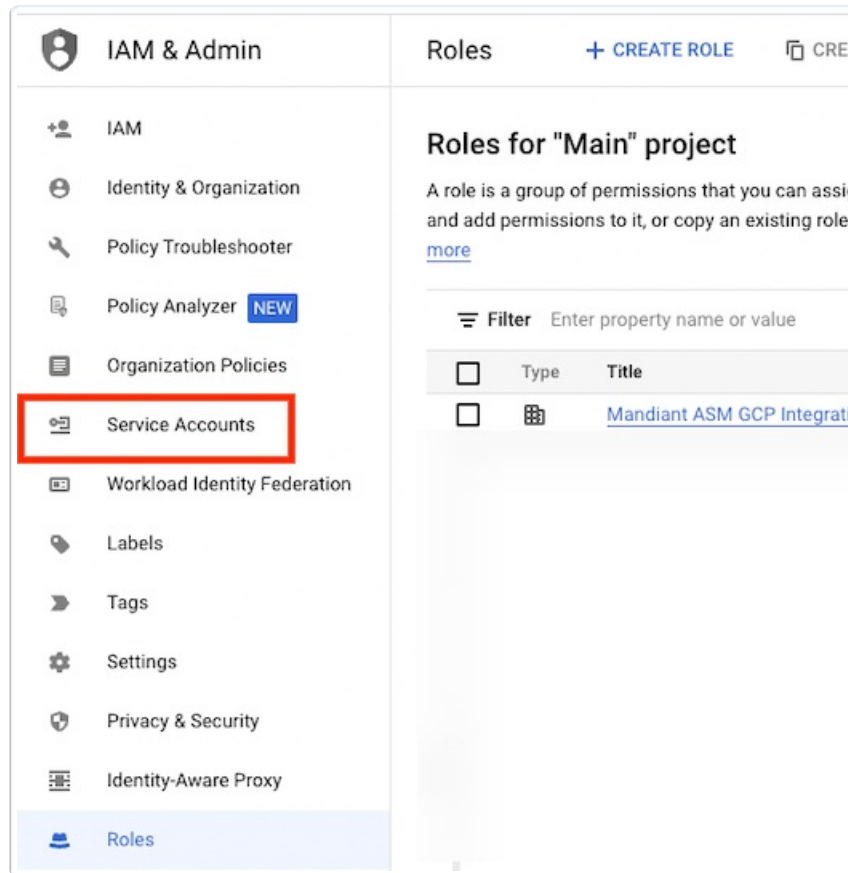 IAM & Admin
IAM
Identity & Organization
Policy Troubleshooter
Policy Analyzer NEW
Organization Policies
Service Accounts
Workload Identity Federation
Labels
Tags
Settings
Privacy & Security
Identity-Aware Proxy
Roles
Roles + CREATE ROLE
Roles for "Main" project
A role is a group of permissions that you can
and add permissions to it, or copy an existing role
more
Filter Enter property name or value
Type Title
Mandiant ASM GCP